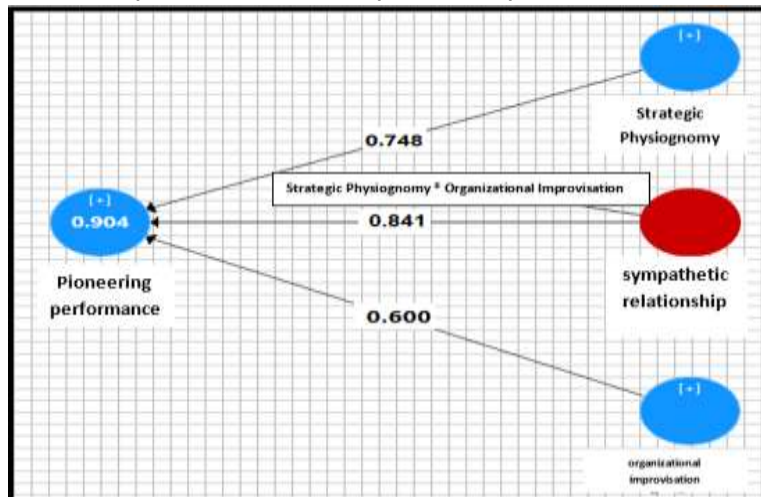 [+]
Strategic
Physiognomy
0.748
Strategic Physiognomy * Organizational Improvisation
[+]
0.904
0.841
Pioneering
performance
sympathetic
relationship
0.600
[+]
organizational
improvisation